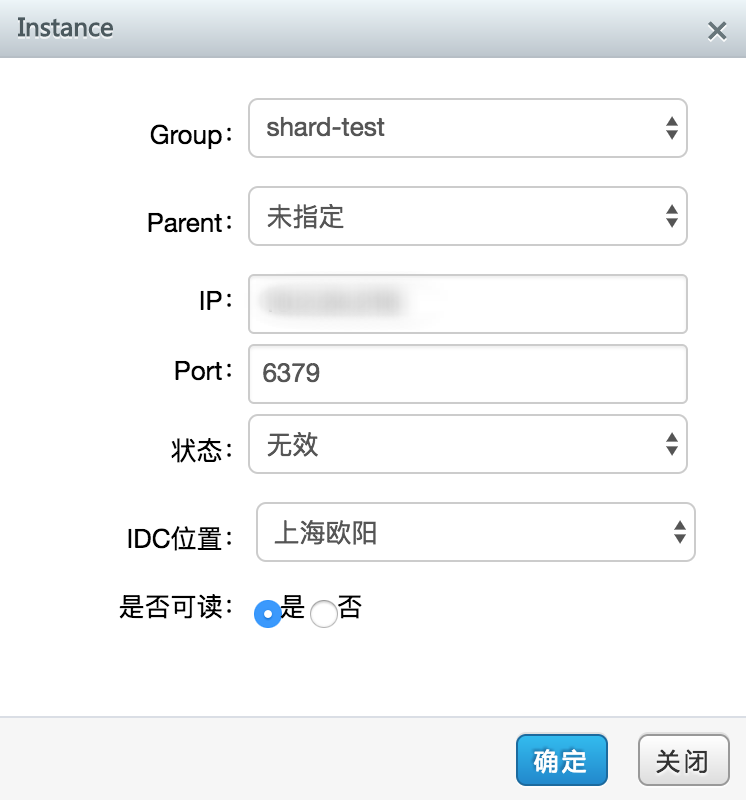 Instance
Group: shard-test
Parent: 未指定
IP:
Port: 6379
状态: 无效
IDC位置: 上海欧阳
是否可读: 是 否
确定 关闭